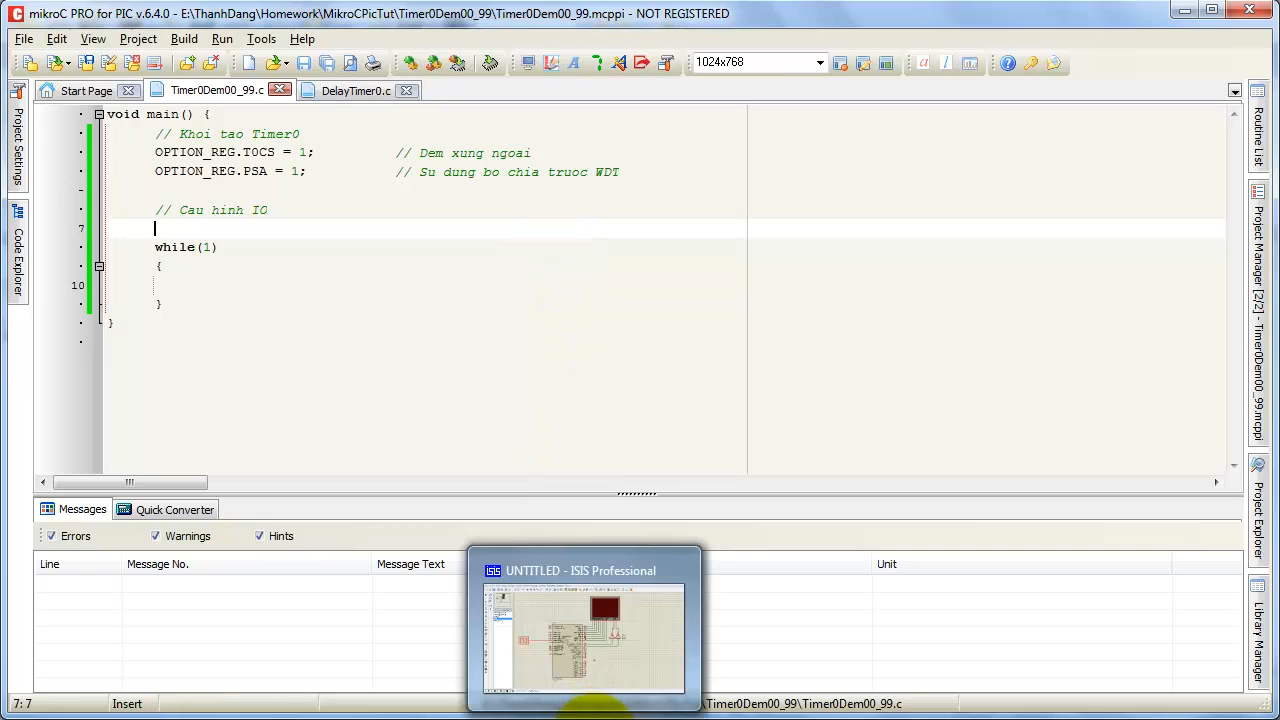 mikroC PRO for PIC v.6.4.0 - E:\ThanhDang\Homework\MikroCPicTut\Timer0Dem00_99\Timer0Dem00_99.mcppi - NOT REGISTERED
File Edit View Project Build Run Tools Help
1024x768
Start Page
Timer0Dem00_99.c
DelayTimer0.c
Project Settings
Code Explorer
void main() {
// Khoi tao Timer0
OPTION_REG.T0CS = 1; // Dem xung ngoai
OPTION_REG.PSA = 1; // Su dung bo chia truoc WDT
// Cau hinh IO
7
while(1)
{
10
}
}
Routine List
Project Manager [2/2] - Timer0Dem00_99.mcppi
Project Explorer
Library Manager
Messages
Quick Converter
Errors Warnings Hints
Line Message No. Message Text Unit
UNTITLED - ISIS Professional
7: 7 Insert \Timer0Dem00_99\Timer0Dem00_99.c